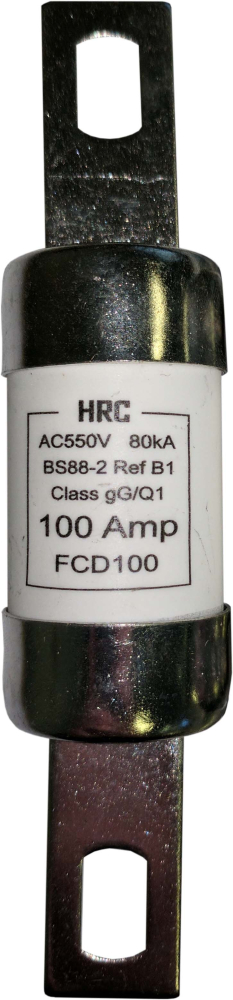 HRC
AC550V 80kA
BS88-2 Ref B1
Class gG/Q1
100 Amp
FCD100